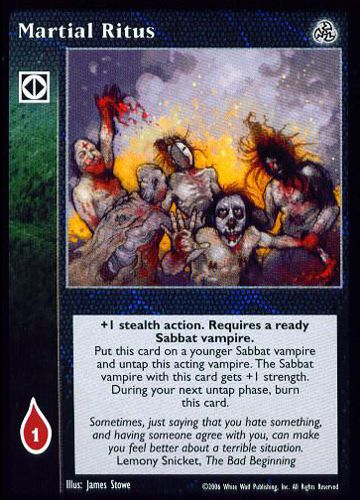 Martial Ritus
+1 stealth action. Requires a ready
Sabbat vampire.
Put this card on a younger Sabbat vampire
and untap this acting vampire. The Sabbat
vampire with this card gets +1 strength.
During your next untap phase, burn
this card.
Sometimes, just saying that you hate something,
and having someone agree with you, can make
you feel better about a terrible situation.
Lemony Snicket, The Bad Beginning
1
Illus: James Stowe
©2006 White Wolf Publishing, Inc. All Rights Reserved